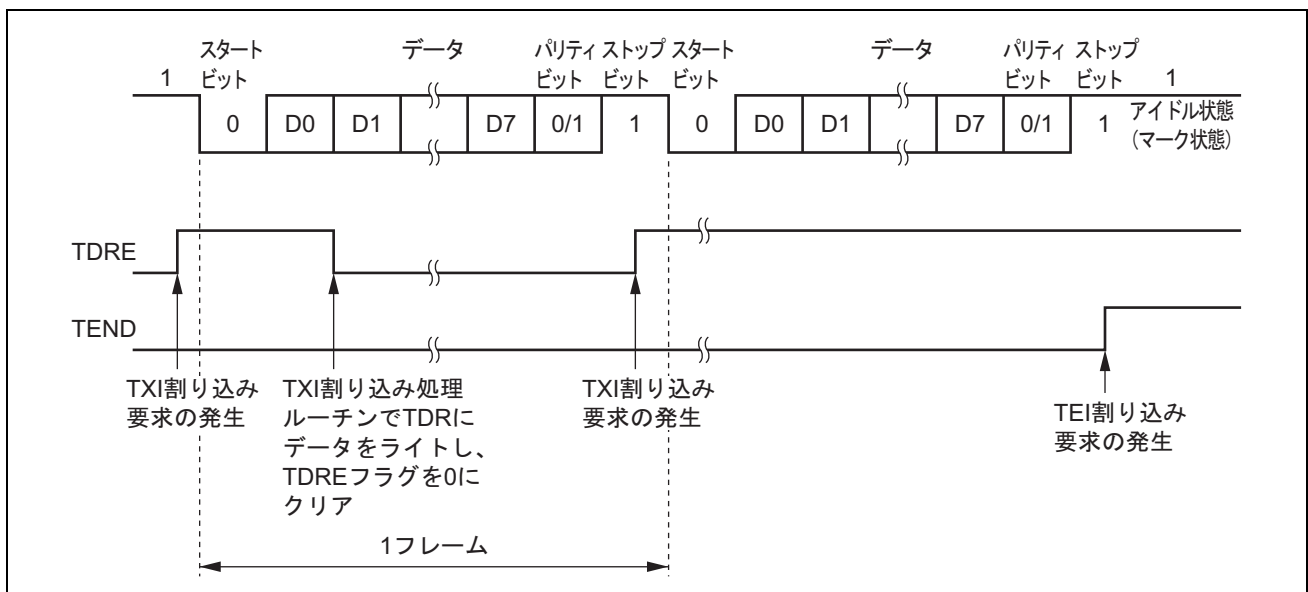 スタート データ パリティ ストップ スタート データ パリティ ストップ
1 ビット ビット ビット ビット ビット ビット 1
0 D0 D1 D7 0/1 1 0 D0 D1 D7 0/1 1 アイドル状態
(マーク状態)
TDRE
TEND
TXI割り込み
要求の発生
TXI割り込み処理
ルーチンでTDRに
データをライトし、
TDREフラグを0に
クリア
TXI割り込み
要求の発生
TEI割り込み
要求の発生
1フレーム